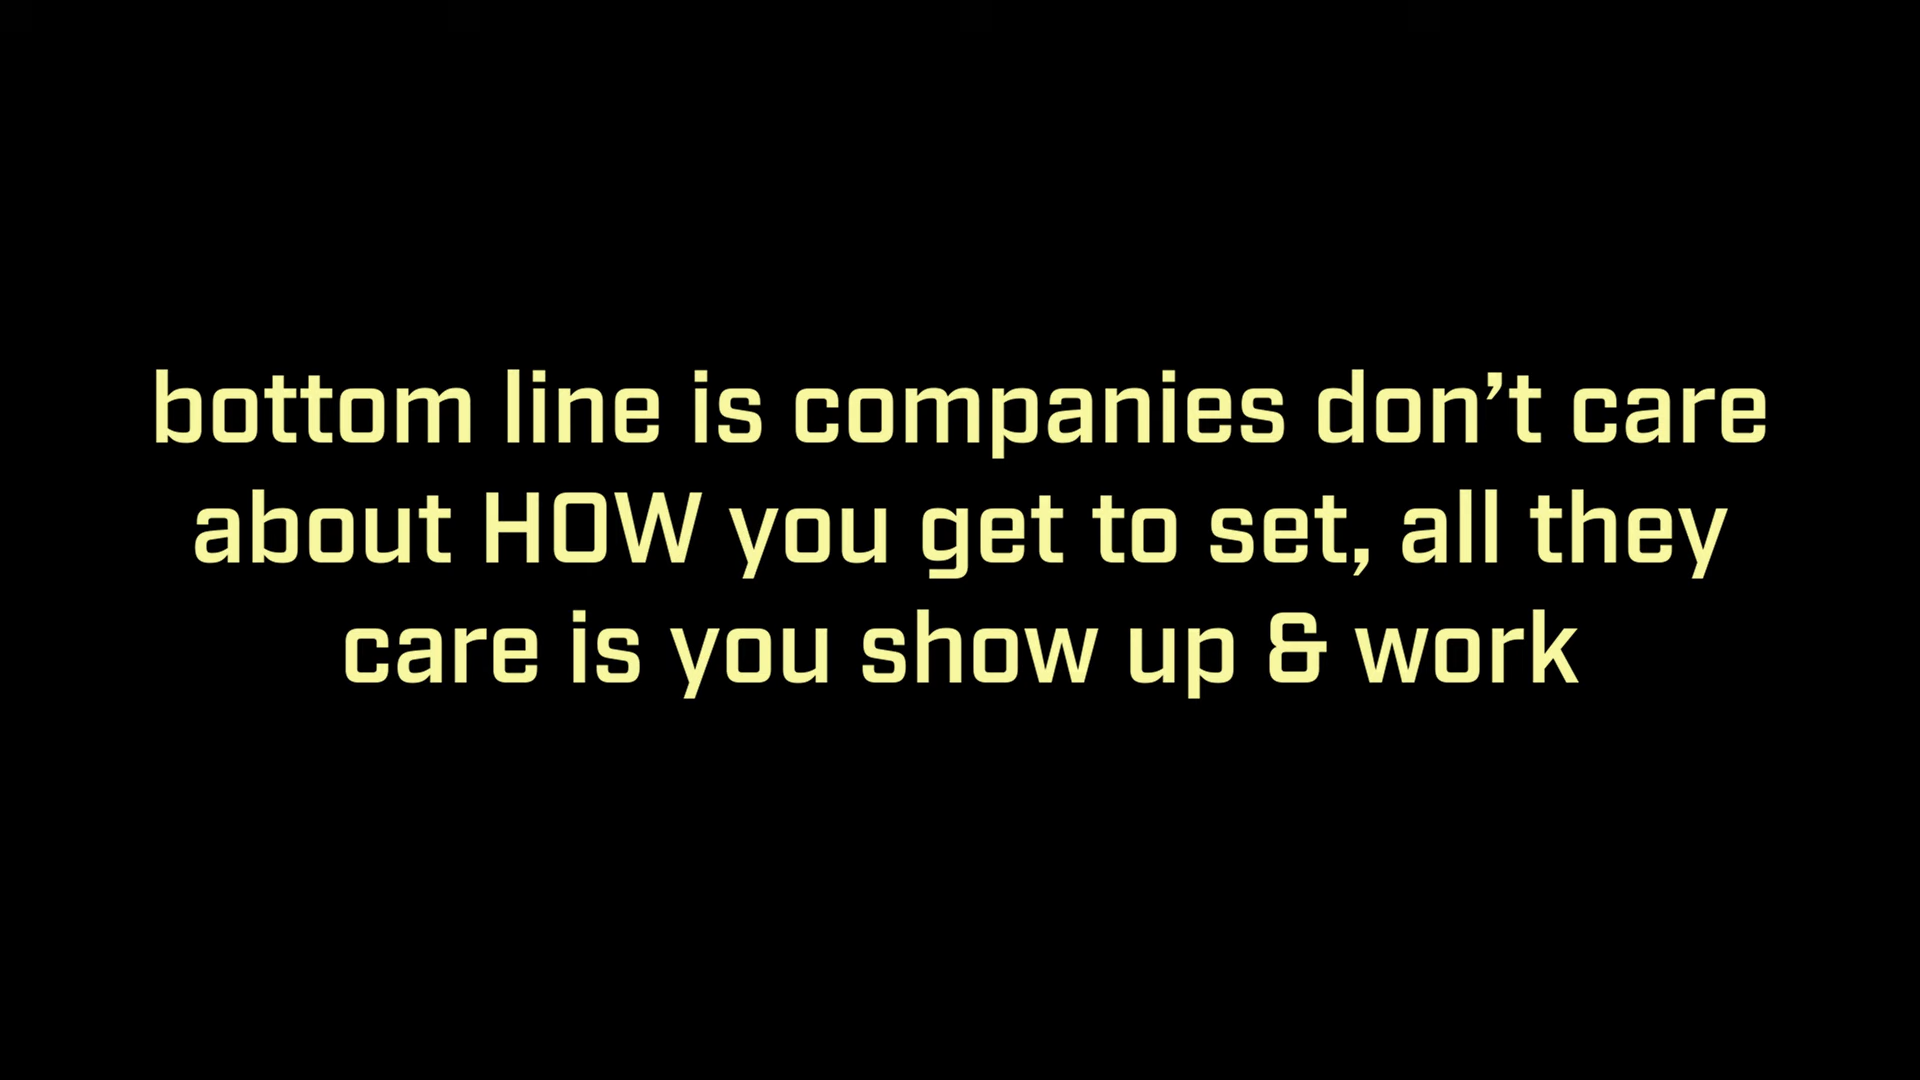 bottom line is companies don’t care
about HOW you get to set, all they
care is you show up & work